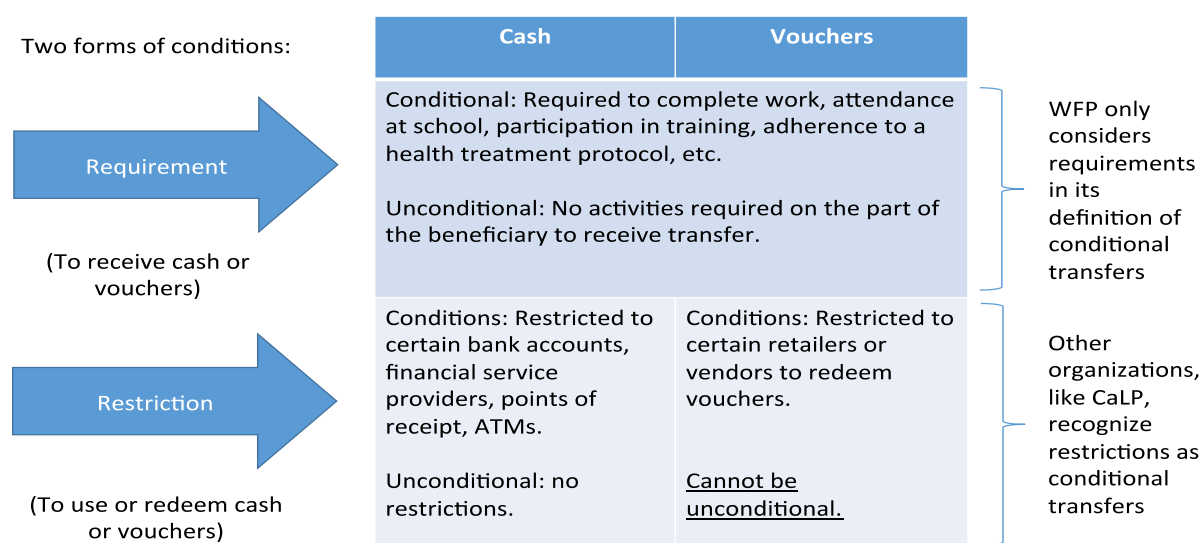 Two forms of conditions:
Cash
Vouchers
Requirement
(To receive cash or
vouchers)
Conditional: Required to complete work, attendance
at school, participation in training, adherence to a
health treatment protocol, etc.
Unconditional: No activities required on the part of
the beneficiary to receive transfer.
WFP only
considers
requirements
in its
definition of
conditional
transfers
Restriction
(To use or redeem cash
or vouchers)
Conditions: Restricted to
certain bank accounts,
financial service
providers, points of
receipt, ATMs.
Unconditional: no
restrictions.
Conditions: Restricted to
certain retailers or
vendors to redeem
vouchers.
Cannot be
unconditional.
Other
organizations,
like CaLP,
recognize
restrictions as
conditional
transfers